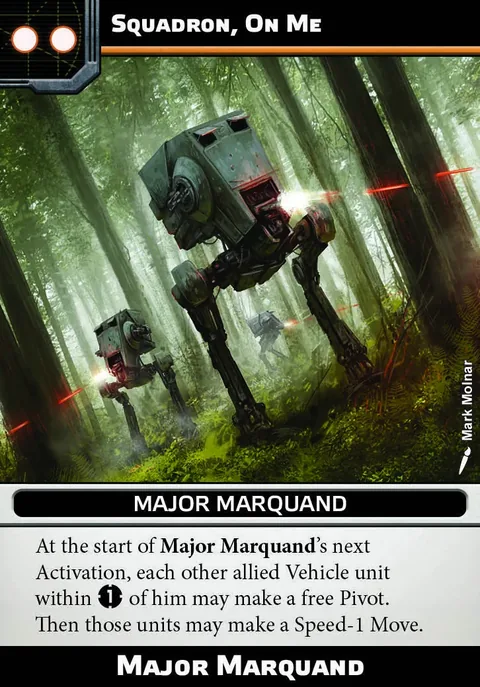 Squadron, On Me
Mark Molnar
MAJOR MARQUAND
At the start of Major Marquand's next
Activation, each other allied Vehicle unit
within 1 of him may make a free Pivot.
Then those units may make a Speed-1 Move.
Major Marquand